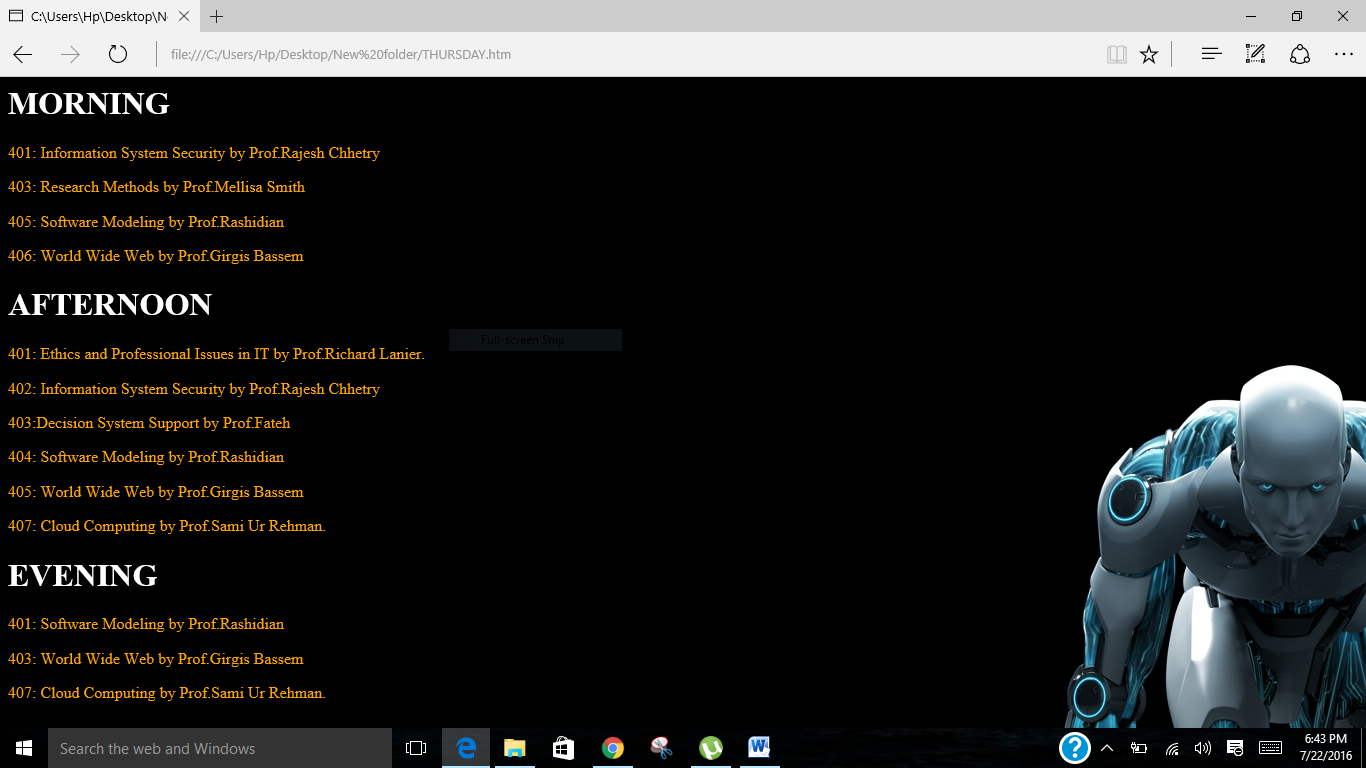 C:\Users\Hp\Desktop\Ne
file:///C:/Users/Hp/Desktop/New%20folder/THURSDAY.htm
MORNING
401: Information System Security by Prof.Rajesh Chhetry
403: Research Methods by Prof.Mellisa Smith
405: Software Modeling by Prof.Rashidian
406: World Wide Web by Prof.Girgis Bassem
AFTERNOON
Full-screen Snip
401: Ethics and Professional Issues in IT by Prof.Richard Lanier.
402: Information System Security by Prof.Rajesh Chhetry
403:Decision System Support by Prof.Fateh
404: Software Modeling by Prof.Rashidian
405: World Wide Web by Prof.Girgis Bassem
407: Cloud Computing by Prof.Sami Ur Rehman.
EVENING
401: Software Modeling by Prof.Rashidian
403: World Wide Web by Prof.Girgis Bassem
407: Cloud Computing by Prof.Sami Ur Rehman.
Search the web and Windows
6:43 PM
7/22/2016